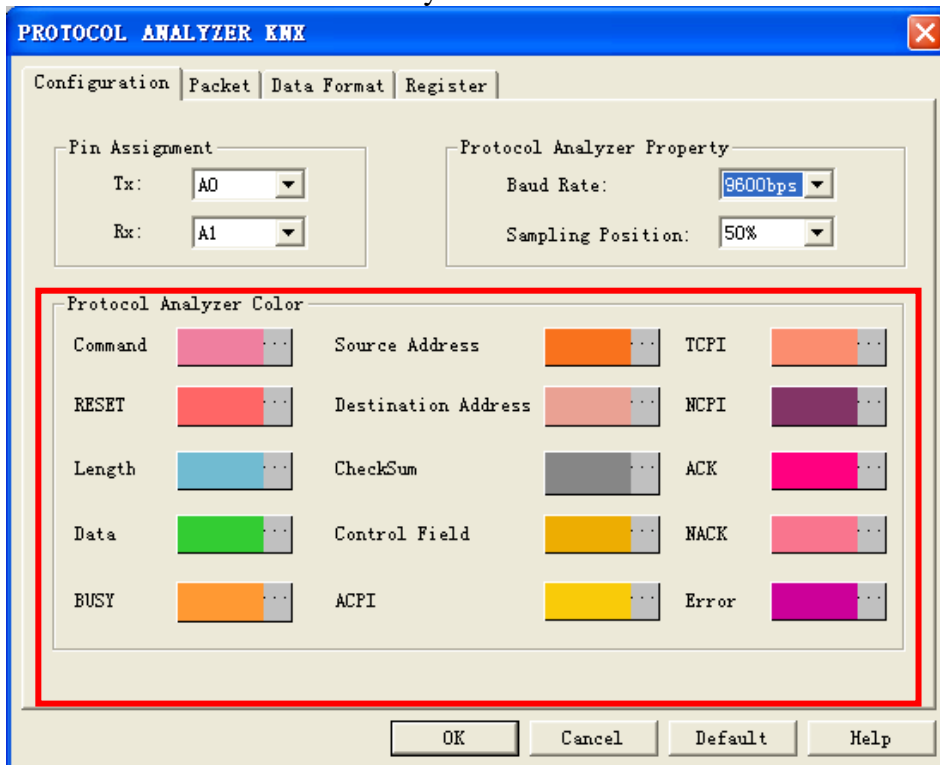 PROTOCOL ANALYZER KNX
Configuration Packet Data Format Register
Pin Assignment
Tx: A0
Rx: A1
Protocol Analyzer Property
Baud Rate: 9600bps
Sampling Position: 50%
Protocol Analyzer Color
Command ... Source Address ... TCPI ...
RESET ... Destination Address ... NCPI ...
Length ... CheckSum ... ACK ...
Data ... Control Field ... NACK ...
BUSY ... ACPI ... Error ...
OK Cancel Default Help